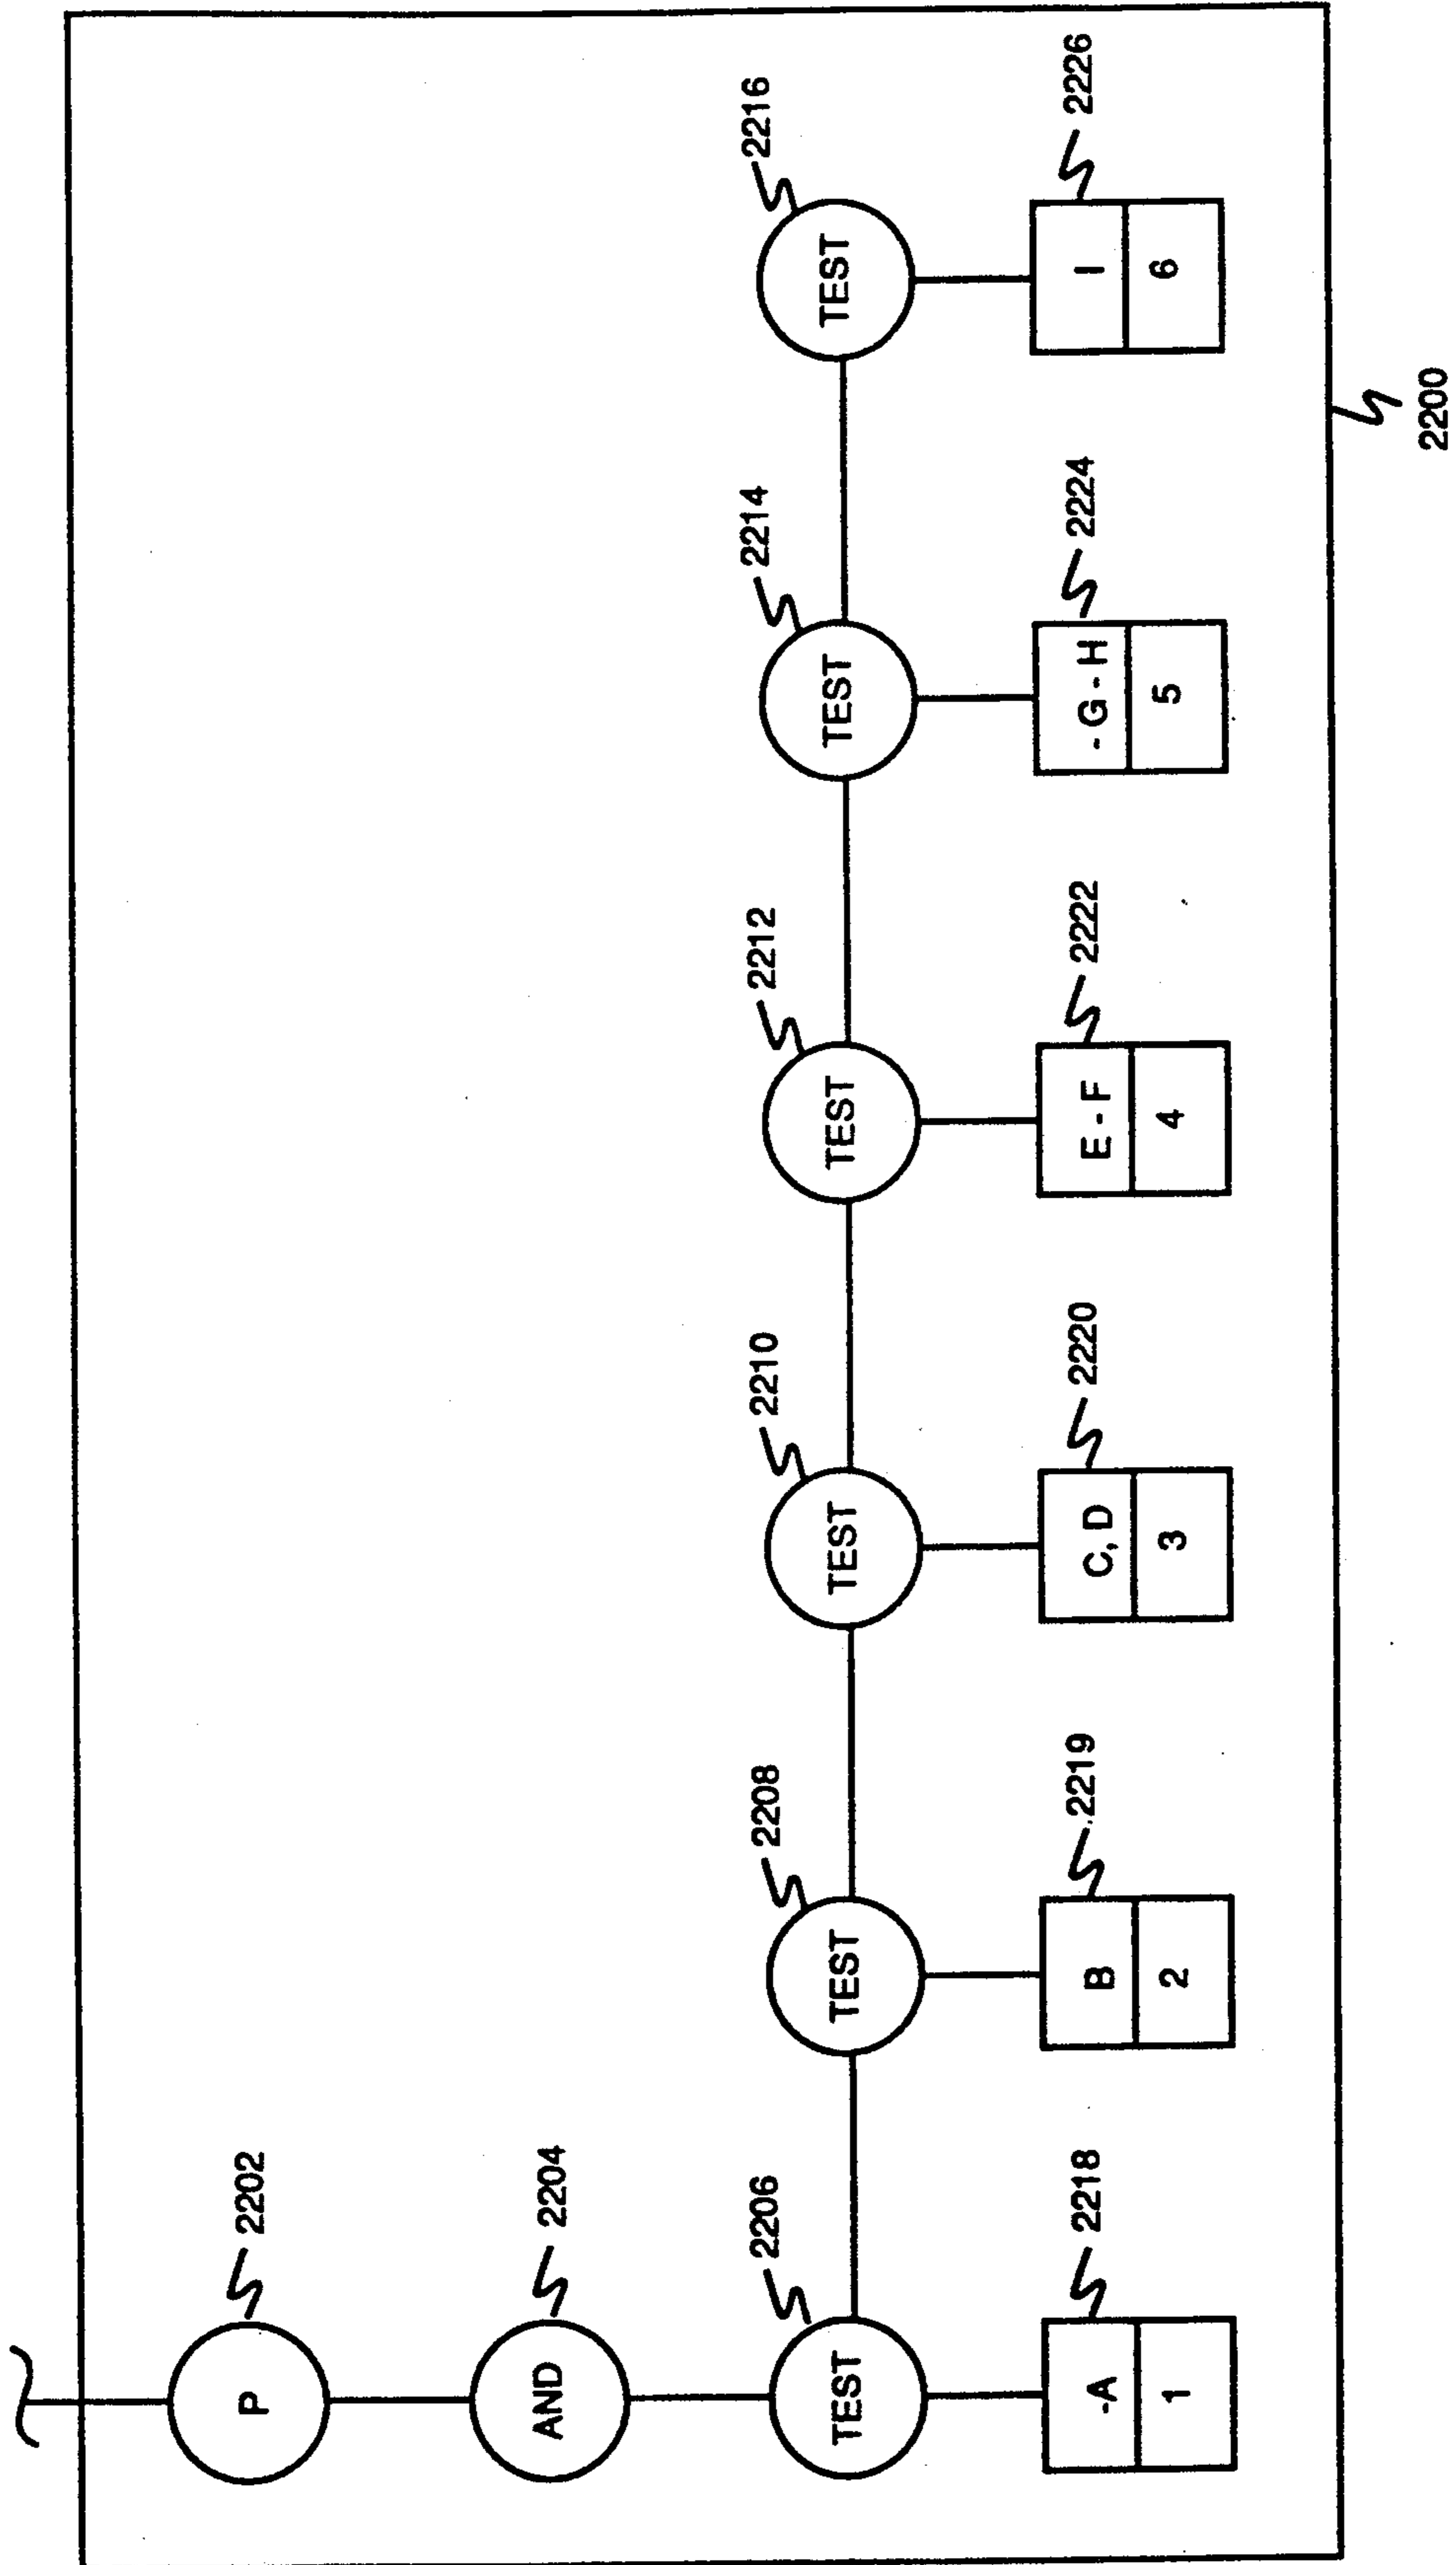 P
2202
AND
2204
2206
2208
2210
2212
2214
2216
TEST
TEST
TEST
TEST
TEST
TEST
2218
2219
2220
2222
2224
2226
-A
B
C, D
E - F
- G - H
I
1
2
3
4
5
6
2200